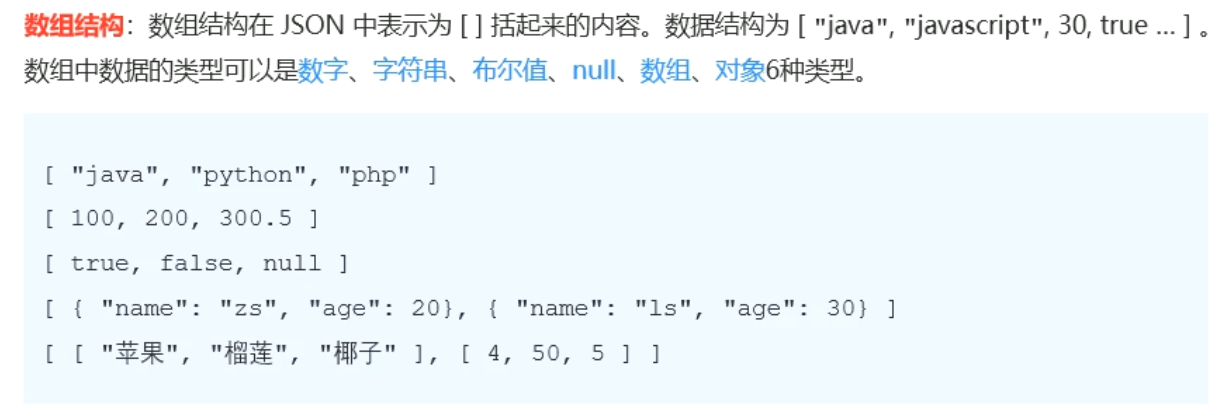 数组结构：数组结构在 JSON 中表示为 [ ] 括起来的内容。数据结构为 [ "java", "javascript", 30, true ... ] 。
数组中数据的类型可以是数字、字符串、布尔值、null、数组、对象6种类型。
[ "java", "python", "php" ]
[ 100, 200, 300.5 ]
[ true, false, null ]
[ { "name": "zs", "age": 20}, { "name": "ls", "age": 30} ]
[ [ "苹果", "榴莲", "椰子" ], [ 4, 50, 5 ] ]